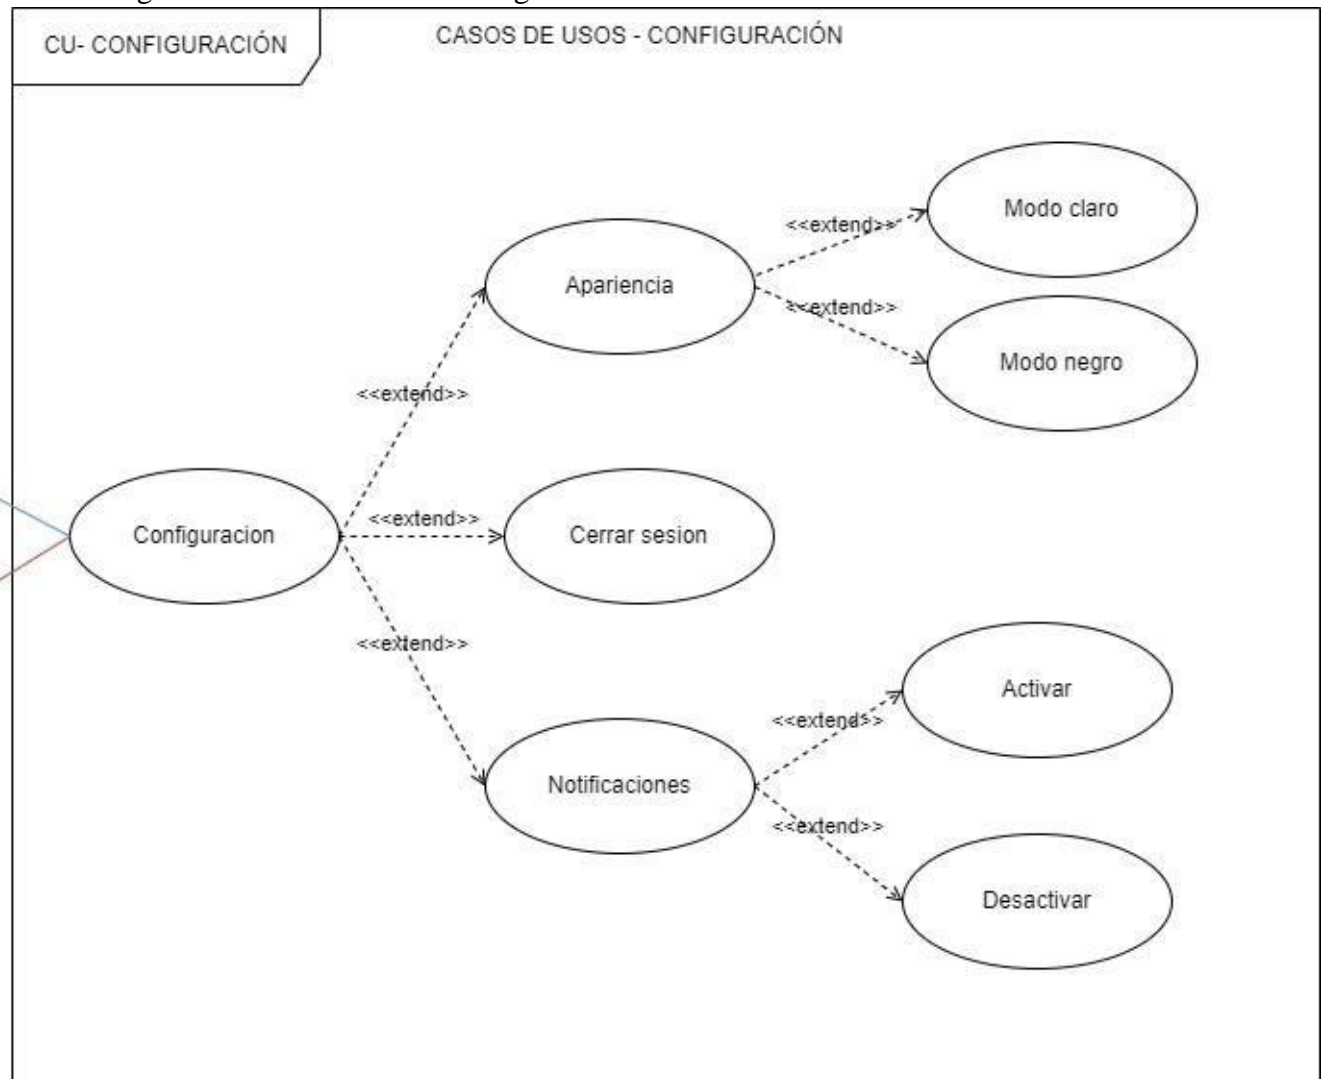 CU- CONFIGURACIÓN
CASOS DE USOS - CONFIGURACIÓN
Modo claro
<<extend>>
Apariencia
<<extend>>
Modo negro
<<extend>>
Configuracion
<<extend>>
Cerrar sesion
<<extend>>
Activar
<<extend>>
Notificaciones
<<extend>>
Desactivar